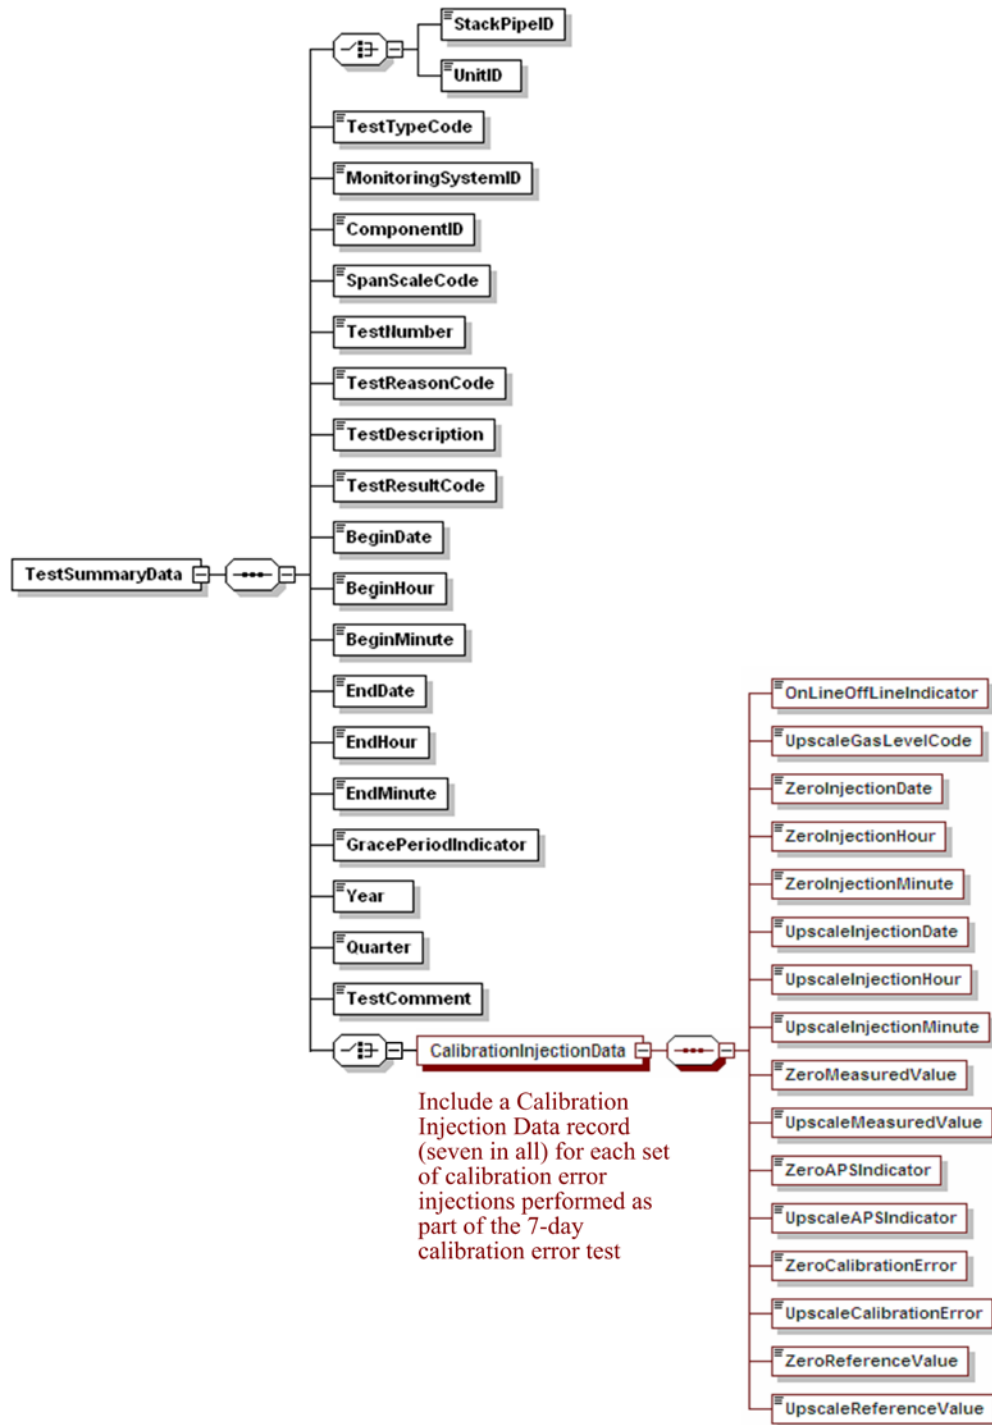 StackPipeID
UnitID
TestTypeCode
MonitoringSystemID
ComponentID
SpanScaleCode
TestNumber
TestReasonCode
TestDescription
TestResultCode
BeginDate
BeginHour
TestSummaryData
BeginMinute
EndDate
EndHour
EndMinute
GracePeriodIndicator
Year
Quarter
TestComment
CalibrationInjectionData
Include a Calibration
Injection Data record
(seven in all) for each set
of calibration error
injections performed as
part of the 7-day
calibration error test
OnLineOffLineIndicator
UpscaleGasLevelCode
ZeroInjectionDate
ZeroInjectionHour
ZeroInjectionMinute
UpscaleInjectionDate
UpscaleInjectionHour
UpscaleInjectionMinute
ZeroMeasuredValue
UpscaleMeasuredValue
ZeroAPSIndicator
UpscaleAPSIndicator
ZeroCalibrationError
UpscaleCalibrationError
ZeroReferenceValue
UpscaleReferenceValue